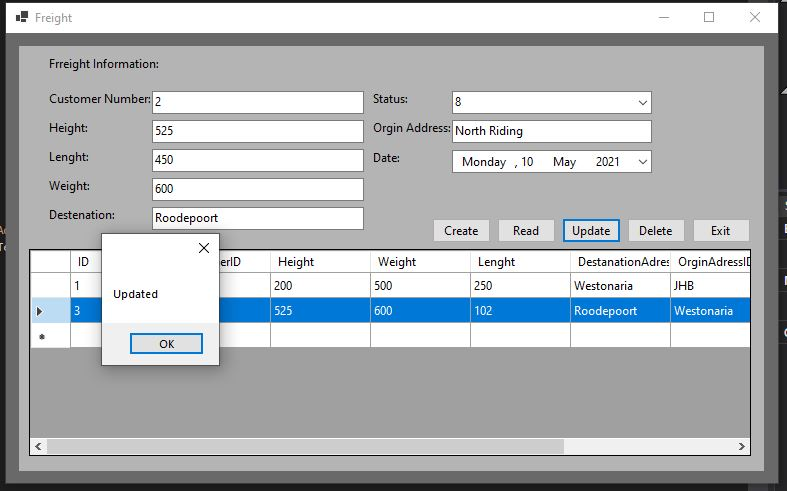 Freight
Frreight Information:
Customer Number: 2 Status: 8
Height: 525 Orgin Address: North Riding
Lenght: 450 Date: Monday , 10 May 2021
Weight: 600
Destenation: Roodepoort
Create Read Update Delete Exit
ID erID Height Weight Lenght DestanationAdres OrginAdressID
1 200 500 250 Westonaria JHB
3 525 600 102 Roodepoort Westonaria
Updated
OK